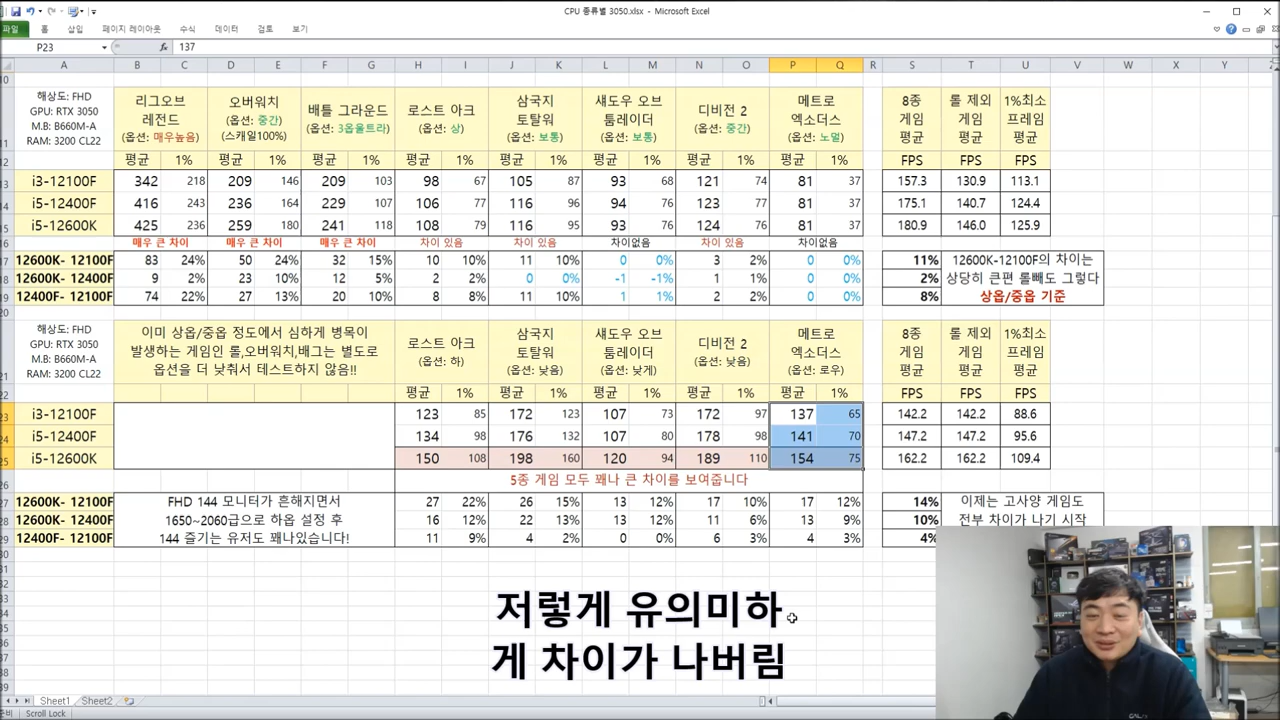 CPU 종류별 3050.xlsx - Microsoft Excel
파일 홈 삽입 페이지 레이아웃 수식 데이터 검토 보기
P23 fx 137
A B C D E F G H I J K L M N O P Q R S T U V W X Y
해상도: FHD
GPU: RTX 3050
M.B: B660M-A
RAM: 3200 CL22
리그오브
레전드
(옵션: 매우높음)
오버워치
(옵션: 중간)
(스캐일100%)
배틀 그라운드
(옵션: 3옵울트라)
로스트 아크
(옵션: 상)
삼국지
토탈워
(옵션: 보통)
섀도우 오브
툼레이더
(옵션: 보통)
디비전 2
(옵션: 중간)
메트로
엑소더스
(옵션: 노멀)
8종
게임
평균
롤 제외
게임
평균
1%최소
프레임
평균
평균 1% 평균 1% 평균 1% 평균 1% 평균 1% 평균 1% 평균 1% 평균 1% FPS FPS FPS
i3-12100F 342 218 209 146 209 103 98 67 105 87 93 68 121 74 81 37 157.3 130.9 113.1
i5-12400F 416 243 236 164 229 107 106 77 116 96 94 76 123 77 81 37 175.1 140.7 124.4
i5-12600K 425 236 259 180 241 118 108 79 116 95 93 76 124 76 81 37 180.9 146.0 125.9
매우 큰 차이 매우 큰 차이 매우 큰 차이 차이 있음 차이 있음 차이없음 차이 있음 차이없음
12600K- 12100F 83 24% 50 24% 32 15% 10 10% 11 10% 0 0% 3 2% 0 0% 11% 12600K-12100F의 차이는
12600K- 12400F 9 2% 23 10% 12 5% 2 1% 0 0% -1 -1% 1 1% 0 0% 2% 상당히 큰편 롤빼도 그렇다
12400F- 12100F 74 22% 27 13% 20 10% 8 8% 11 10% 1 1% 2 2% 0 0% 8% 상옵/중옵 기준
해상도: FHD
GPU: RTX 3050
M.B: B660M-A
RAM: 3200 CL22
이미 상옵/중옵 정도에서 심하게 병목이
발생하는 게임인 롤,오버워치,배그는 별도로
옵션을 더 낮춰서 테스트하지 않음!!
로스트 아크
(옵션: 하)
삼국지
토탈워
(옵션: 낮음)
섀도우 오브
툼레이더
(옵션: 낮게)
디비전 2
(옵션: 낮음)
메트로
엑소더스
(옵션: 로우)
8종
게임
평균
롤 제외
게임
평균
1%최소
프레임
평균
평균 1% 평균 1% 평균 1% 평균 1% 평균 1% FPS FPS FPS
i3-12100F 123 85 172 123 107 73 172 97 137 65 142.2 142.2 88.6
i5-12400F 134 98 176 132 107 80 178 98 141 70 147.2 147.2 95.6
i5-12600K 150 108 198 160 120 94 189 110 154 75 162.2 162.2 109.4
5종 게임 모두 꽤나 큰 차이를 보여줍니다
12600K- 12100F FHD 144 모니터가 흔해지면서 27 22% 26 15% 13 12% 17 10% 17 12% 14% 이제는 고사양 게임도
12600K- 12400F 1650~2060급으로 하옵 설정 후 16 12% 22 13% 13 12% 11 6% 13 9% 10% 전부 차이가 나기 시작
12400F- 12100F 144 즐기는 유저도 꽤나있습니다! 11 9% 4 2% 0 0% 6 3% 4 3% 4%
저렇게 유의미하
게 차이가 나버림
Sheet1 Sheet2
Scroll Lock